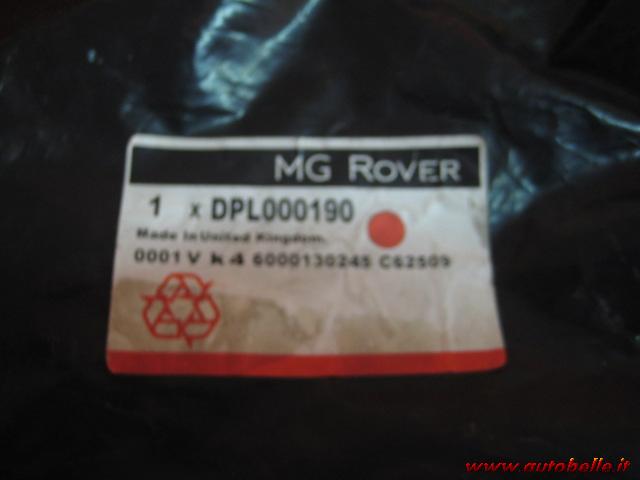 MG ROVER
1 x DPL000190
Made In United Kingdom.
0001 V k 4 6000130245 C62509
www.autobelle.it